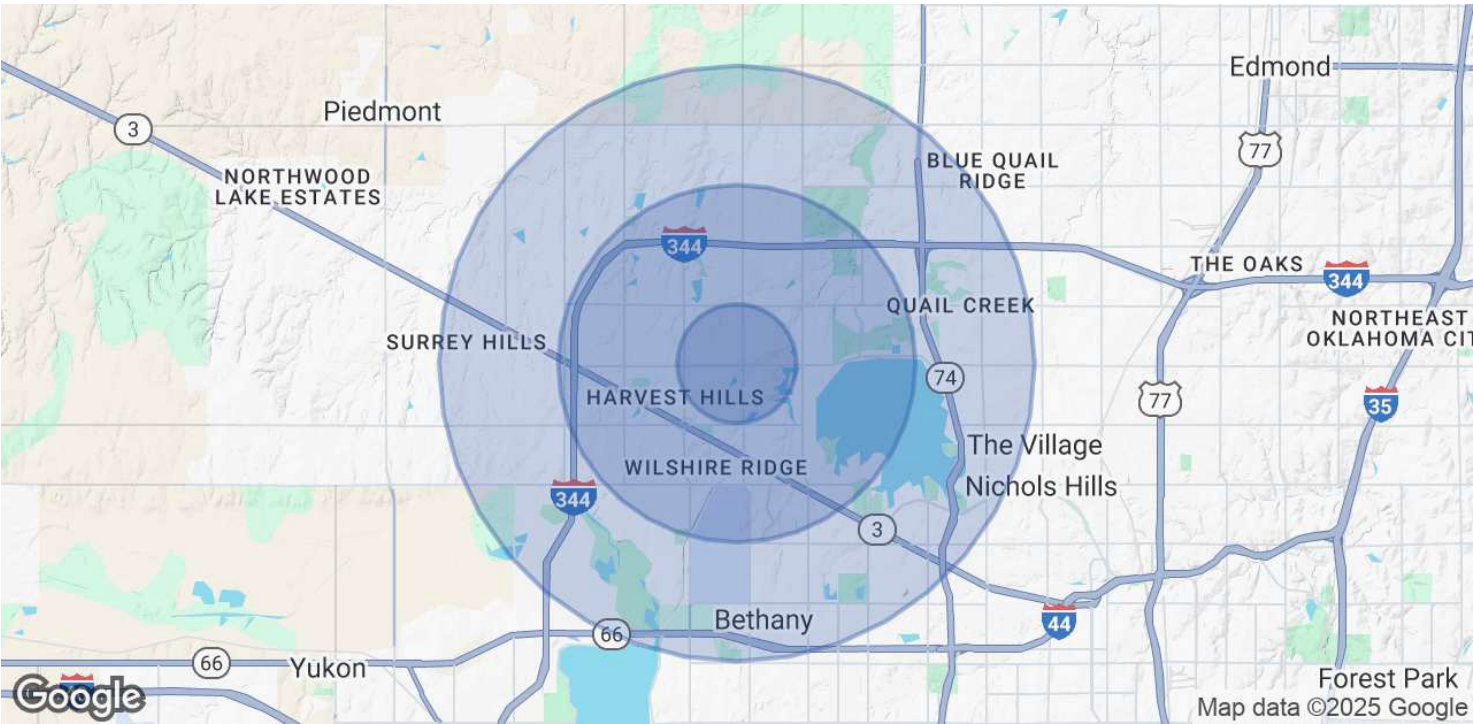 Edmond
Piedmont
3
77
BLUE QUAIL
RIDGE
NORTHWOOD
LAKE ESTATES
344
THE OAKS
344
QUAIL CREEK
NORTHEAST
OKLAHOMA CIT
SURREY HILLS
74
HARVEST HILLS
77
35
The Village
WILSHIRE RIDGE
Nichols Hills
344
3
Bethany
44
66
66
Yukon
Forest Park
Google
Map data ©2025 Google